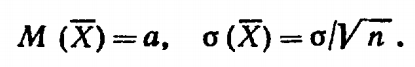 M (X̄) = a, σ (X̄) = σ/√n .